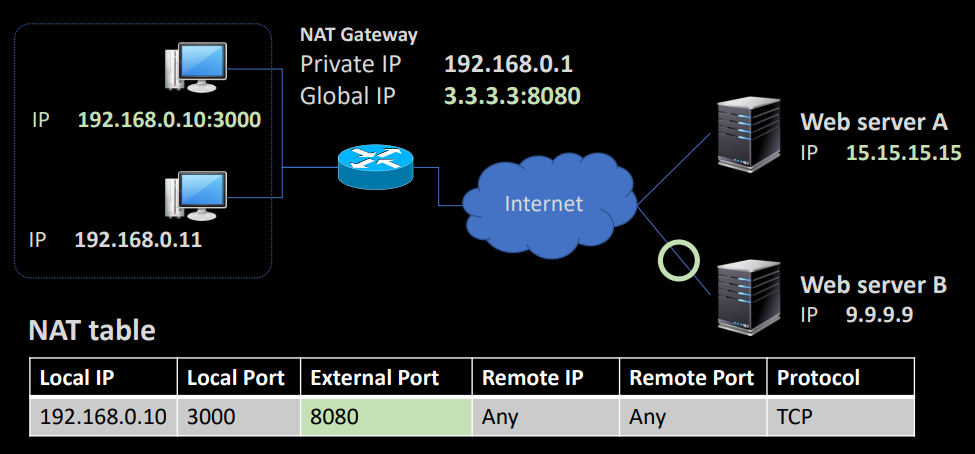 NAT Gateway
Private IP 192.168.0.1
Global IP 3.3.3.3:8080
IP 192.168.0.10:3000
IP 192.168.0.11
Internet
Web server A
IP 15.15.15.15
Web server B
IP 9.9.9.9
NAT table
Local IP Local Port External Port Remote IP Remote Port Protocol
192.168.0.10 3000 8080 Any Any TCP